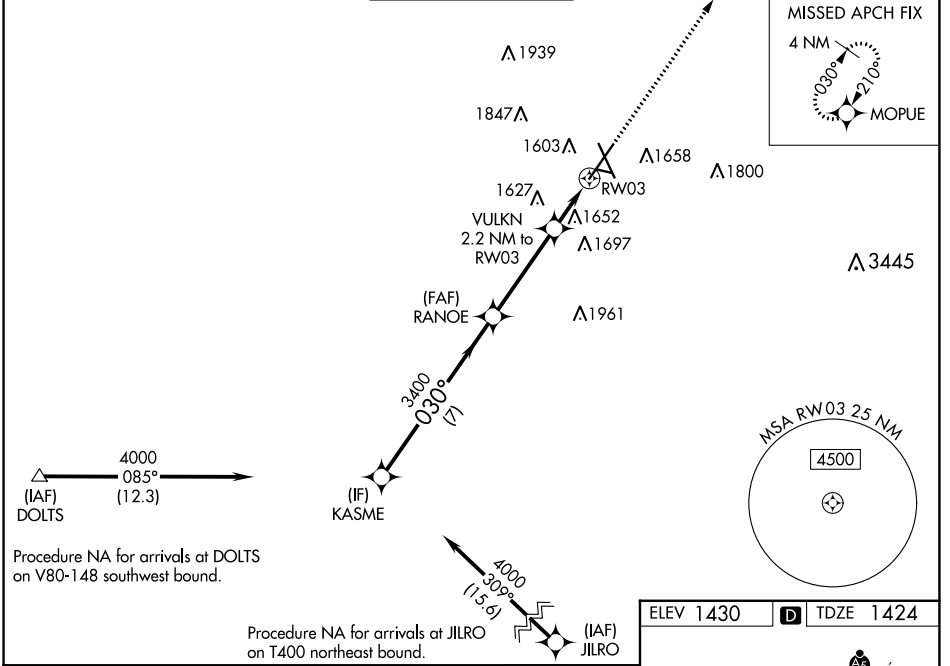 MISSED APCH FIX
4 NM
030°
210°
MOPUE
1939
1847
1603
1658
1800
RW03
1627
VULKN
2.2 NM to
RW03
1652
1697
3445
(FAF)
RANOE
1961
3400
030°
(7)
MSA RW03 25 NM
4500
4000
085°
(12.3)
(IAF)
DOLTS
(IF)
KASME
Procedure NA for arrivals at DOLTS
on V80-148 southwest bound.
4000
309°
(15.6)
(IAF)
JILRO
Procedure NA for arrivals at JILRO
on T400 northeast bound.
ELEV 1430
D
TDZE 1424